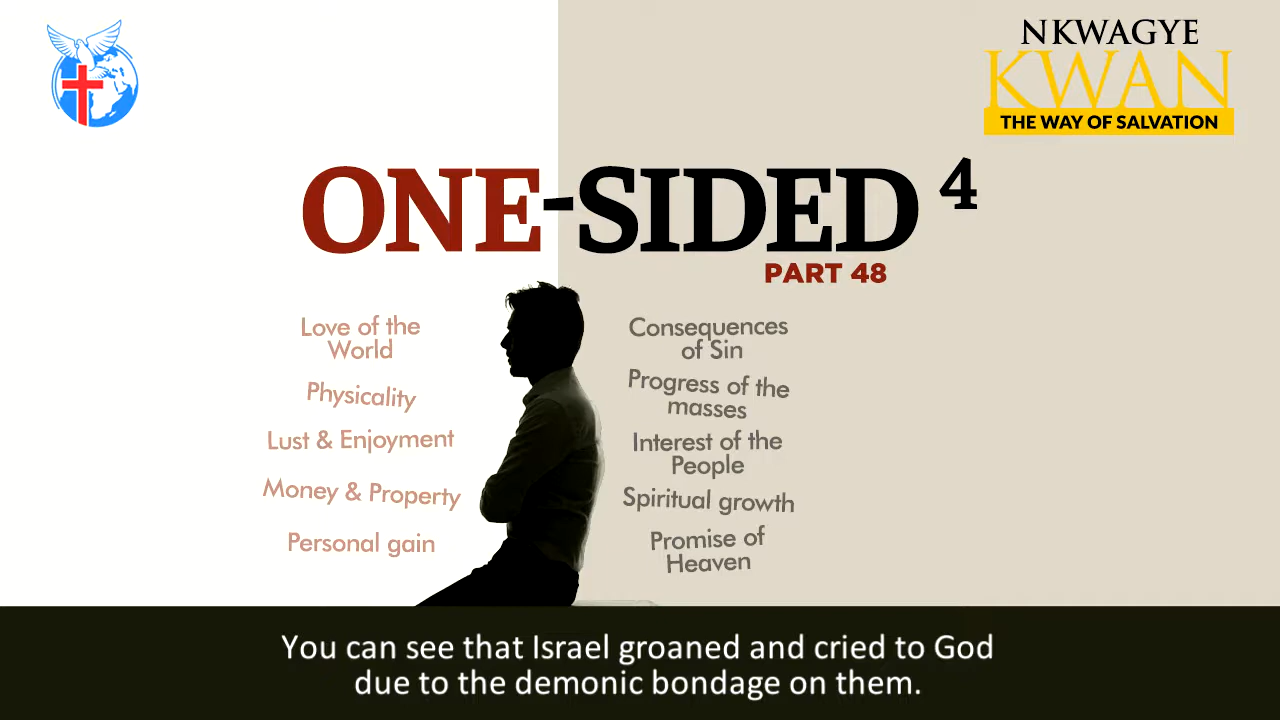 NKWAGYE
KWAN
THE WAY OF SALVATION
ONE-SIDED 4
PART 48
Love of the
World
Physicality
Lust & Enjoyment
Money & Property
Personal gain
Consequences
of Sin
Progress of the
masses
Interest of the
People
Spiritual growth
Promise of
Heaven
You can see that Israel groaned and cried to God
due to the demonic bondage on them.